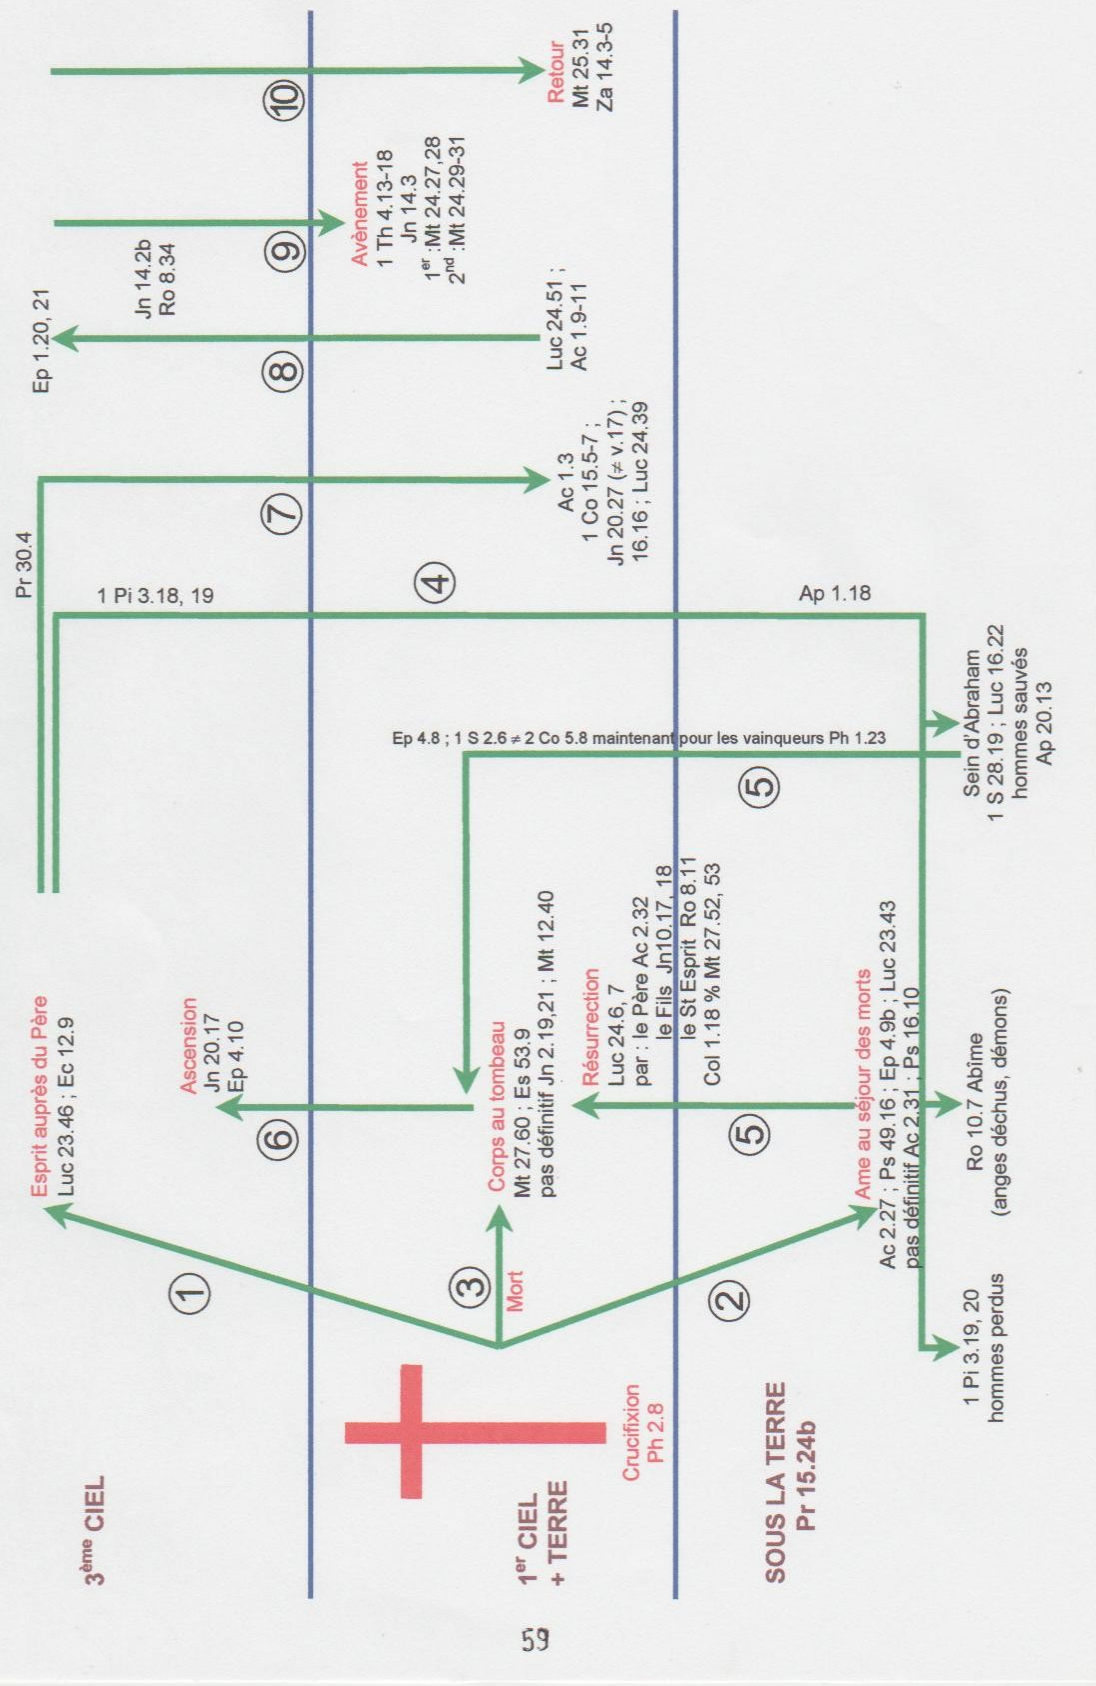 3ème CIEL
1er CIEL
+ TERRE
SOUS LA TERRE
Pr 15.24b
Crucifixion
Ph 2.8
1
Esprit auprès du Père
Luc 23.46 ; Ec 12.9
3
Mort
Corps au tombeau
Mt 27.60 ; Es 53.9
pas définitif Jn 2.19,21 ; Mt 12.40
2
Ame au séjour des morts
Ac 2.27 ; Ps 49.16 ; Ep 4.9b ; Luc 23.43
pas définitif Ac 2.31 ; Ps 16.10
1 Pi 3.19, 20
hommes perdus
Ro 10.7 Abîme
(anges déchus, démons)
Sein d'Abraham
1 S 28.19 ; Luc 16.22
hommes sauvés
Ap 20.13
6
Ascension
Jn 20.17
Ep 4.10
5
Résurrection
Luc 24.6, 7
par : le Père Ac 2.32
le Fils Jn10.17, 18
le St Esprit Ro 8.11
Col 1.18 % Mt 27.52, 53
5
Ep 4.8 ; 1 S 2.6 ≠ 2 Co 5.8 maintenant pour les vainqueurs Ph 1.23
4
1 Pi 3.18, 19
Ap 1.18
Pr 30.4
7
Ac 1.3
1 Co 15.5-7 ;
Jn 20.27 (≠ v.17) ;
16.16 ; Luc 24.39
8
Ep 1.20, 21
Luc 24.51 ;
Ac 1.9-11
Jn 14.2b
Ro 8.34
9
Avènement
1 Th 4.13-18
Jn 14.3
1er :Mt 24.27,28
2nd :Mt 24.29-31
10
Retour
Mt 25.31
Za 14.3-5
59